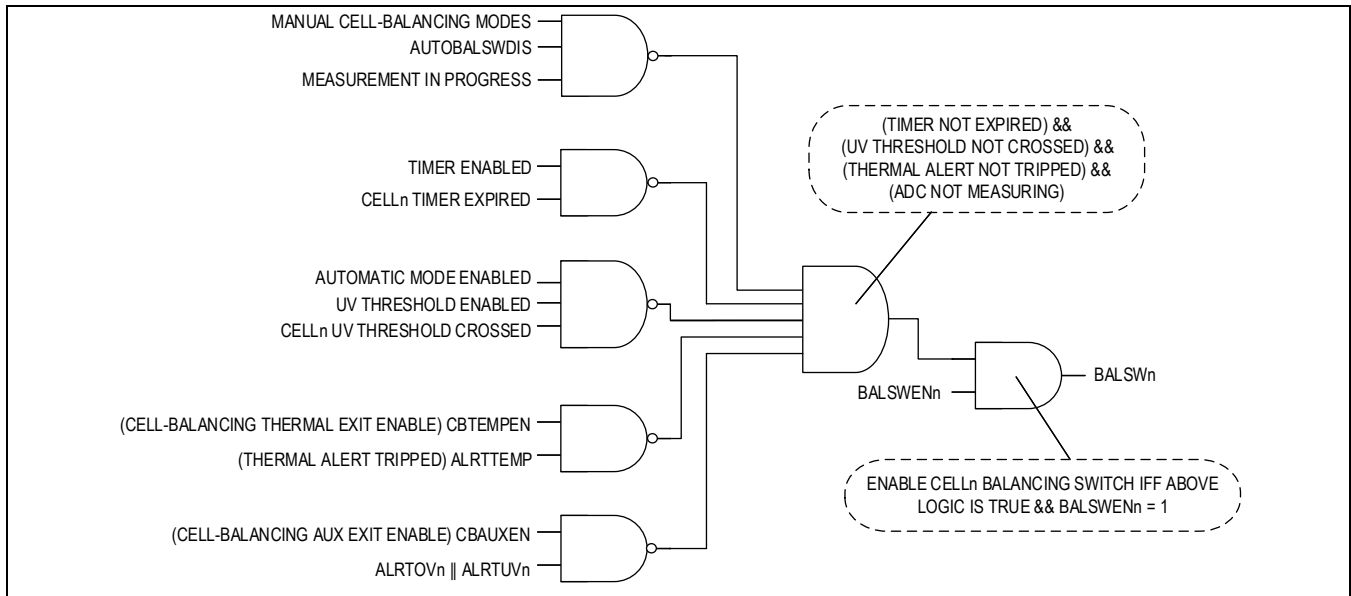 MANUAL CELL-BALANCING MODES
AUTOBALSWDIS
MEASUREMENT IN PROGRESS
(TIMER NOT EXPIRED) &&
(UV THRESHOLD NOT CROSSED) &&
(THERMAL ALERT NOT TRIPPED) &&
(ADC NOT MEASURING)
TIMER ENABLED
CELLn TIMER EXPIRED
AUTOMATIC MODE ENABLED
UV THRESHOLD ENABLED
CELLn UV THRESHOLD CROSSED
BALSWENn
BALSWn
(CELL-BALANCING THERMAL EXIT ENABLE) CBTEMPEN
(THERMAL ALERT TRIPPED) ALRTTEMP
ENABLE CELLn BALANCING SWITCH IFF ABOVE
LOGIC IS TRUE && BALSWENn = 1
(CELL-BALANCING AUX EXIT ENABLE) CBAUXEN
ALRTOVn || ALRTUVn